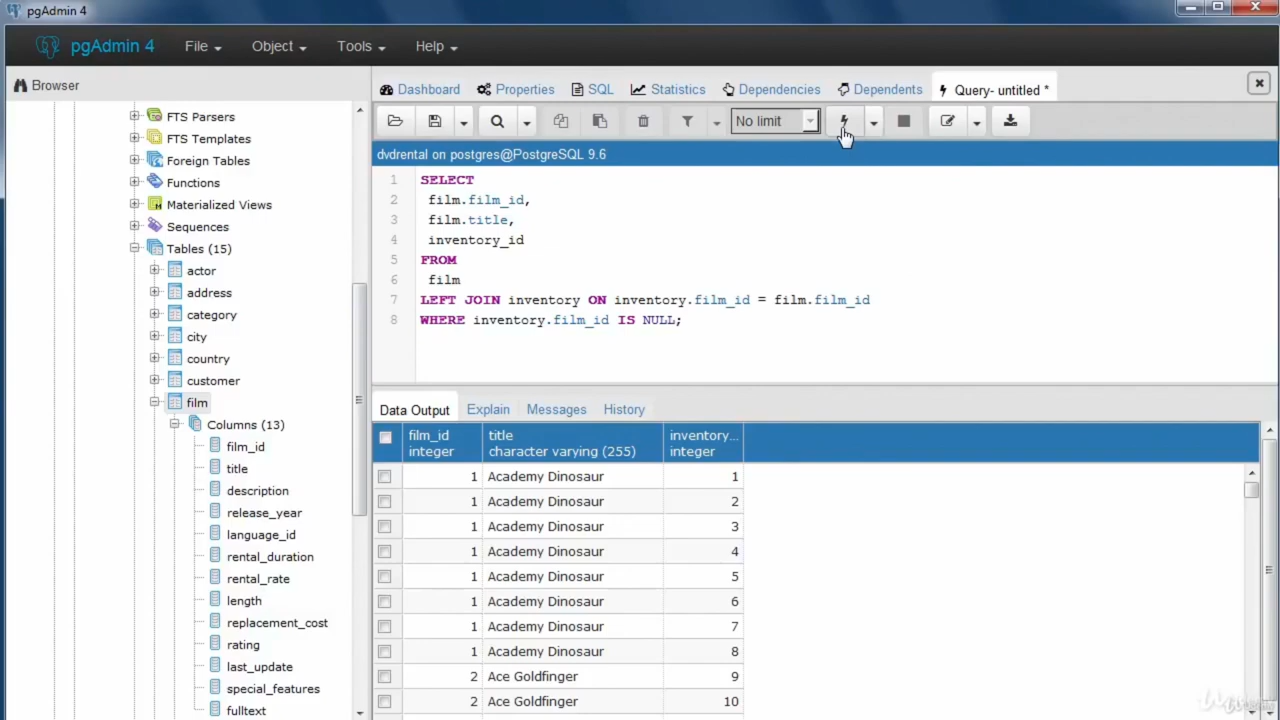 pgAdmin 4
pgAdmin 4 File Object Tools Help
Browser
Dashboard Properties SQL Statistics Dependencies Dependents Query- untitled *
No limit
dvdrental on postgres@PostgreSQL 9.6
FTS Parsers
FTS Templates
Foreign Tables
Functions
Materialized Views
Sequences
Tables (15)
actor
address
category
city
country
customer
film
Columns (13)
film_id
title
description
release_year
language_id
rental_duration
rental_rate
length
replacement_cost
rating
last_update
special_features
fulltext
1 SELECT
2 film.film_id,
3 film.title,
4 inventory_id
5 FROM
6 film
7 LEFT JOIN inventory ON inventory.film_id = film.film_id
8 WHERE inventory.film_id IS NULL;
Data Output Explain Messages History
film_id title inventory...
integer character varying (255) integer
1 Academy Dinosaur 1
1 Academy Dinosaur 2
1 Academy Dinosaur 3
1 Academy Dinosaur 4
1 Academy Dinosaur 5
1 Academy Dinosaur 6
1 Academy Dinosaur 7
1 Academy Dinosaur 8
2 Ace Goldfinger 9
2 Ace Goldfinger 10